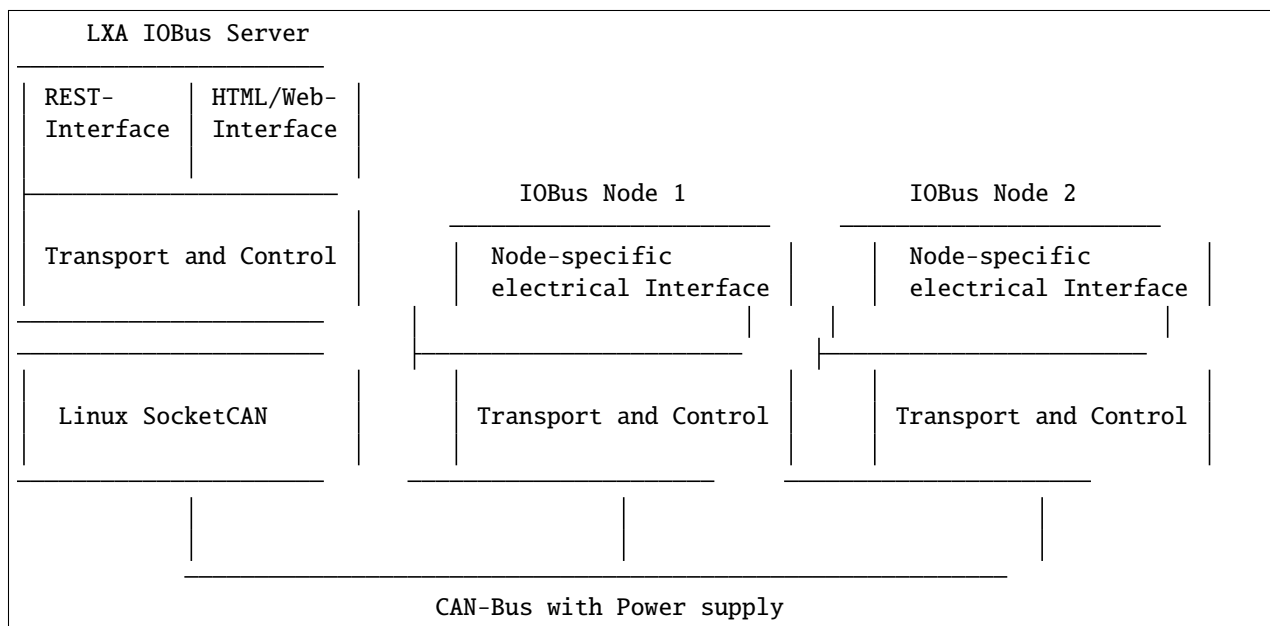 LXA IOBus Server
REST-
Interface
HTML/Web-
Interface
Transport and Control
Linux SocketCAN
IOBus Node 1
Node-specific
electrical Interface
Transport and Control
IOBus Node 2
Node-specific
electrical Interface
Transport and Control
CAN-Bus with Power supply